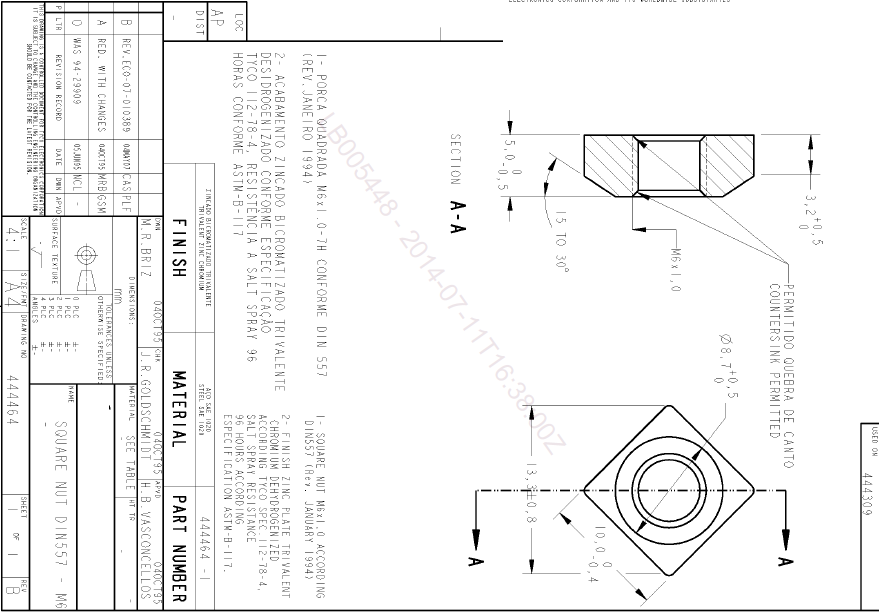 ELECTRONICS CORPORATION AND ITS WORLDWIDE SUBSIDIARIES
LOC
AP
DIST
-
USED ON
444309
1- PORCA QUADRADA M6x1.0-7H CONFORME DIN 557
(REV.JANEIRO 1994)
2- ACABAMENTO ZINCADO BICROMATIZADO TRIVALENTE
DESIDROGENIZADO CONFORME ESPECIFICAÇÃO
TYCO 112-78-4, RESISTÊNCIA A SALT SPRAY 96
HORAS CONFORME ASTM-B-117
1- SQUARE NUT M6x1.0 ACCORDING
DIN557 (Rev. JANUARY 1994)
2- FINISH ZINC PLATE TRIVALENT
CHROMIUM DEHYDROGENIZED
ACCORDING TYCO SPEC.112-78-4,
SALT SPRAY RESISTANCE
96 HOURS ACCORDING
ESPECIFICATION ASTM-B-117.
PERMITIDO QUEBRA DE CANTO
COUNTERSINK PERMITTED
3,2 +0,5 0
M6x1,0
15 TO 30°
5,0 0 -0,5
SECTION A-A
Ø8,7 +0,5 0
13,3±0,8
10,0 0 -0,4
A
A
LB005448 - 2014-07-11T16:38:00Z
ZINCADO BICROMATIZADO TRIVALENTE
TRIVALENT ZINC CHROMIUM
AÇO SAE 1020
STEEL SAE 1020
444464 -1
FINISH
MATERIAL
PART NUMBER
B REV.ECO-07-010389 04MAY07 CAS PLF
A RED. WITH CHANGES 04OCT95 MRB GSM
O WAS 94-29909 05JUN95 NCL -
P LTR REVISION RECORD DATE DWN APVD
THIS DRAWING IS A CONTROLLED DOCUMENT FOR TYCO ELECTRONICS CORPORATION
IT IS SUBJECT TO CHANGE AND THE CONTROLLING ENGINEERING ORGANIZATION
SHOULD BE CONTACTED FOR THE LATEST REVISION.
DWN 04OCT95
M.R.BRIZ
CHK 04OCT95
J.R.GOLDSCHMIDT
APVD 04OCT95
H.B.VASCONCELLOS
DIMENSIONS:
mm
TOLERANCES UNLESS
OTHERWISE SPECIFIED:
0 PLC ±-
1 PLC ±-
2 PLC ±-
3 PLC ±-
4 PLC ±-
ANGLES ±-
SURFACE TEXTURE
MATERIAL
SEE TABLE
HT TR
-
NAME
SQUARE NUT DIN557 - M6
SCALE
4:1
SIZE/FMT
A4
DRAWING NO
444464
SHEET
1 OF 1
REV
B